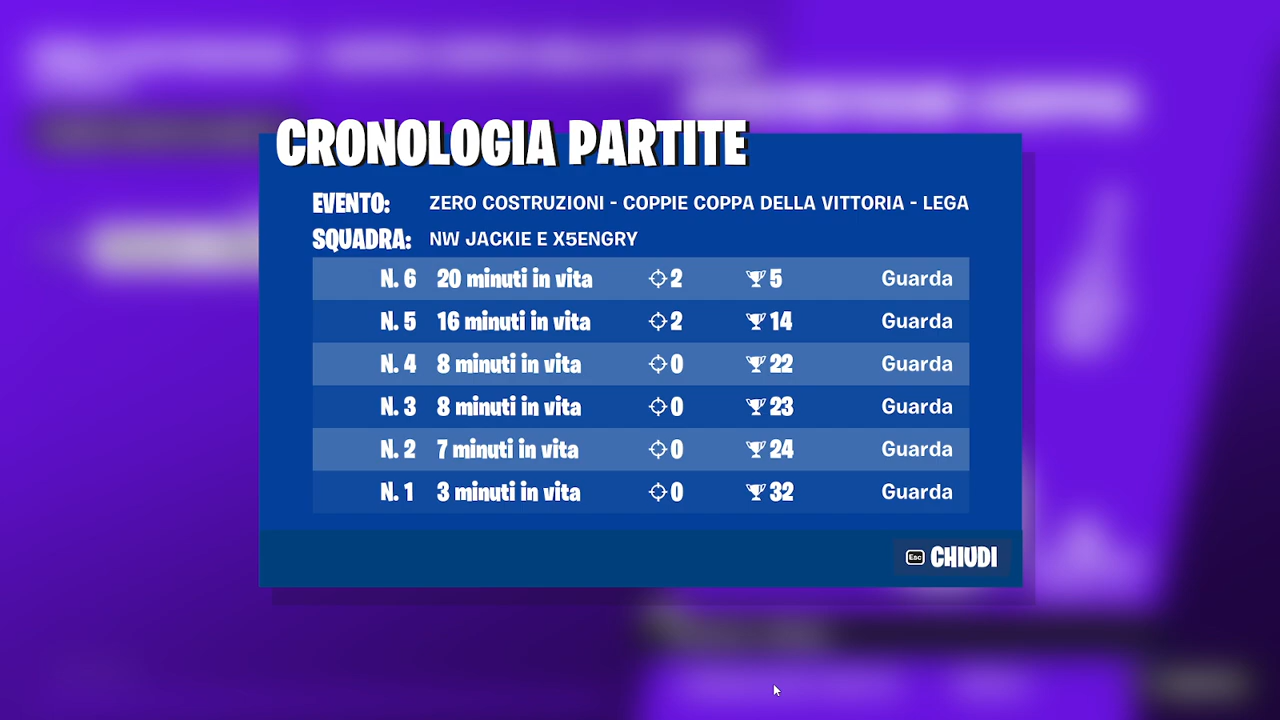 CRONOLOGIA PARTITE
EVENTO: ZERO COSTRUZIONI - COPPIE COPPA DELLA VITTORIA - LEGA
SQUADRA: NW JACKIE E X5ENGRY
N. 6 20 minuti in vita 2 5 Guarda
N. 5 16 minuti in vita 2 14 Guarda
N. 4 8 minuti in vita 0 22 Guarda
N. 3 8 minuti in vita 0 23 Guarda
N. 2 7 minuti in vita 0 24 Guarda
N. 1 3 minuti in vita 0 32 Guarda
Esc CHIUDI